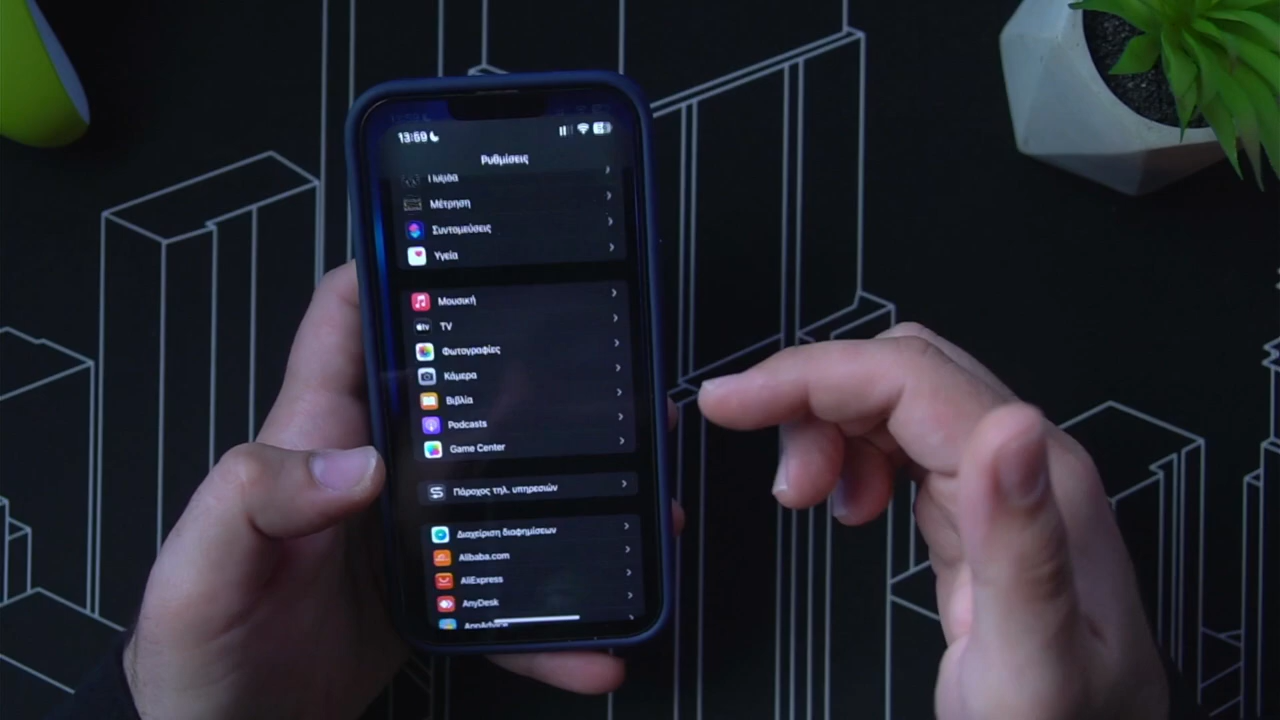 13:59
Ρυθμίσεις
Πυξίδα
Μέτρηση
Συντομεύσεις
Υγεία
Μουσική
TV
Φωτογραφίες
Κάμερα
Βιβλία
Podcasts
Game Center
Πάροχος τηλ. υπηρεσιών
Διαχείριση διαφημίσεων
Alibaba.com
AliExpress
AnyDesk